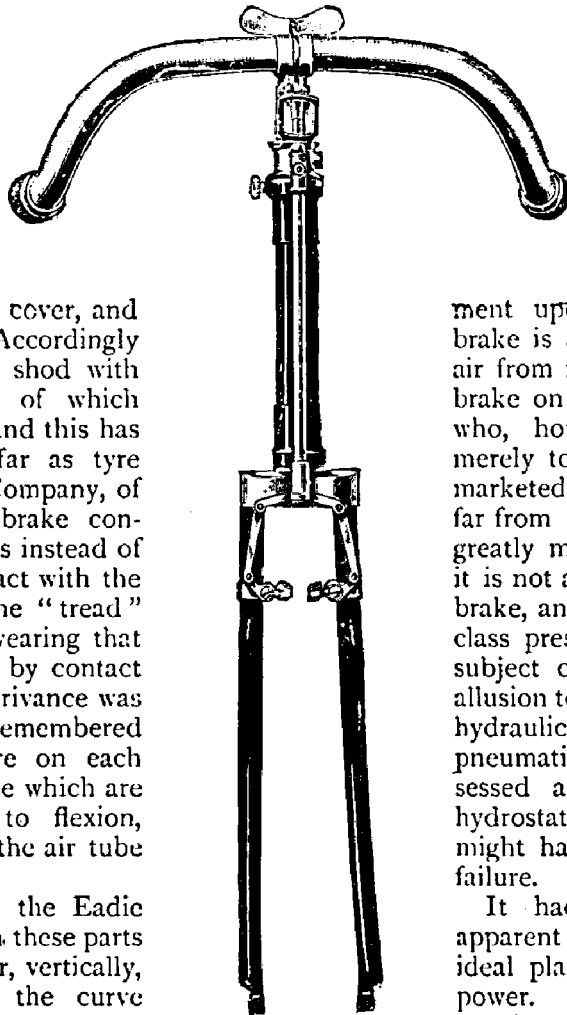 cover, and
Accordingly
shod with
of which
and this has
far as tyre
Company, of
brake con-
s instead of
act with the
ne "tread"
wearing that
by contact
rivance was
emembered
re on each
e which are
to flexion,
the air tube
the Eadie
these parts
r, vertically,
the curve
ment
brake is
air from
brake on
who, ho
merely to
marketed
far from
greatly m
it is not a
brake, an
class pres
subject c
allusion to
hydraulic
pneumati
sessed a
hydrostat
might ha
failure.
It had
apparent
ideal pla
power.